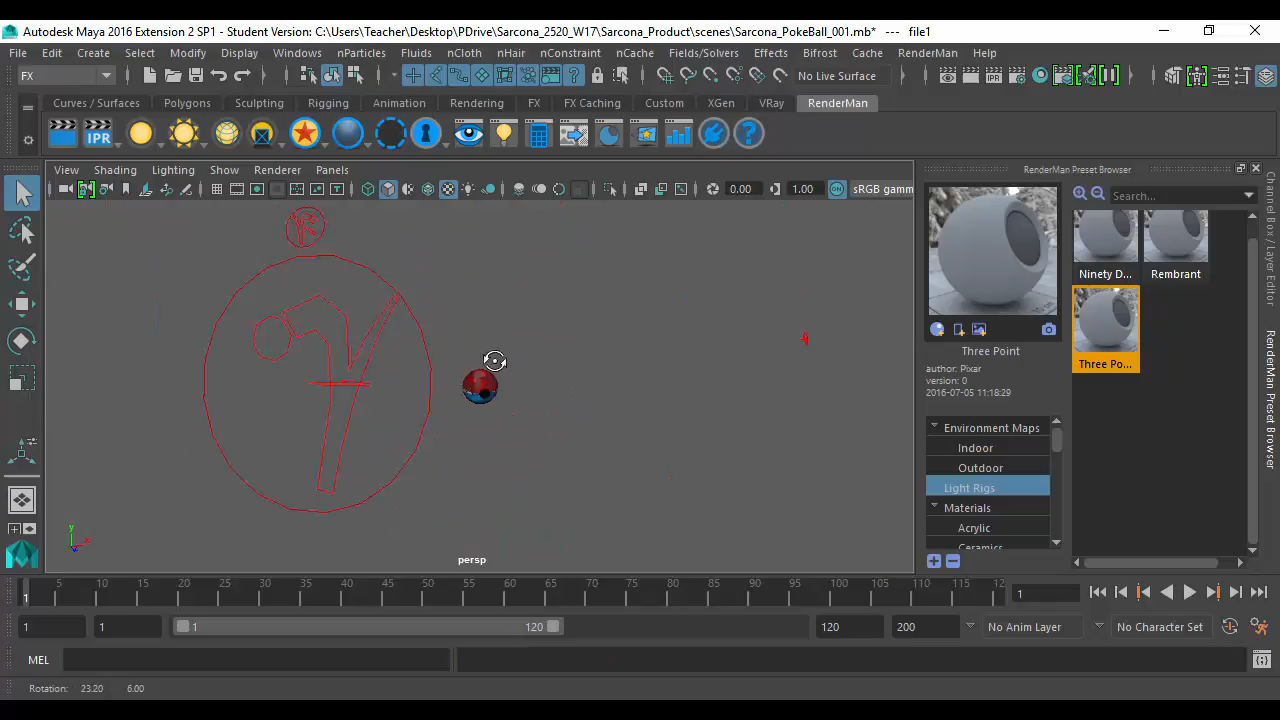 Autodesk Maya 2016 Extension 2 SP1 - Student Version: C:\Users\Teacher\Desktop\PDrive\Sarcona_2520_W17\Sarcona_Product\scenes\Sarcona_PokeBall_001.mb* --- file1
File Edit Create Select Modify Display Windows nParticles Fluids nCloth nHair nConstraint nCache Fields/Solvers Effects Bifrost Cache RenderMan Help
FX No Live Surface IPR
Curves / Surfaces Polygons Sculpting Rigging Animation Rendering FX FX Caching Custom XGen VRay RenderMan
IPR
View Shading Lighting Show Renderer Panels
0.00 1.00 ON sRGB gamm
RenderMan Preset Browser
Search...
Ninety D... Rembrant
Three Po...
Three Point
author: Pixar
version: 0
2016-07-05 11:18:29
Environment Maps
Indoor
Outdoor
Light Rigs
Materials
Acrylic
Ceramics
Channel Box / Layer Editor
RenderMan Preset Browser
y
x
z
persp
5 10 15 20 25 30 35 40 45 50 55 60 65 70 75 80 85 90 95 100 105 110 115 12
1 1
1 1 1 120 120 200 No Anim Layer No Character Set
MEL
Rotation: 23.20 6.00